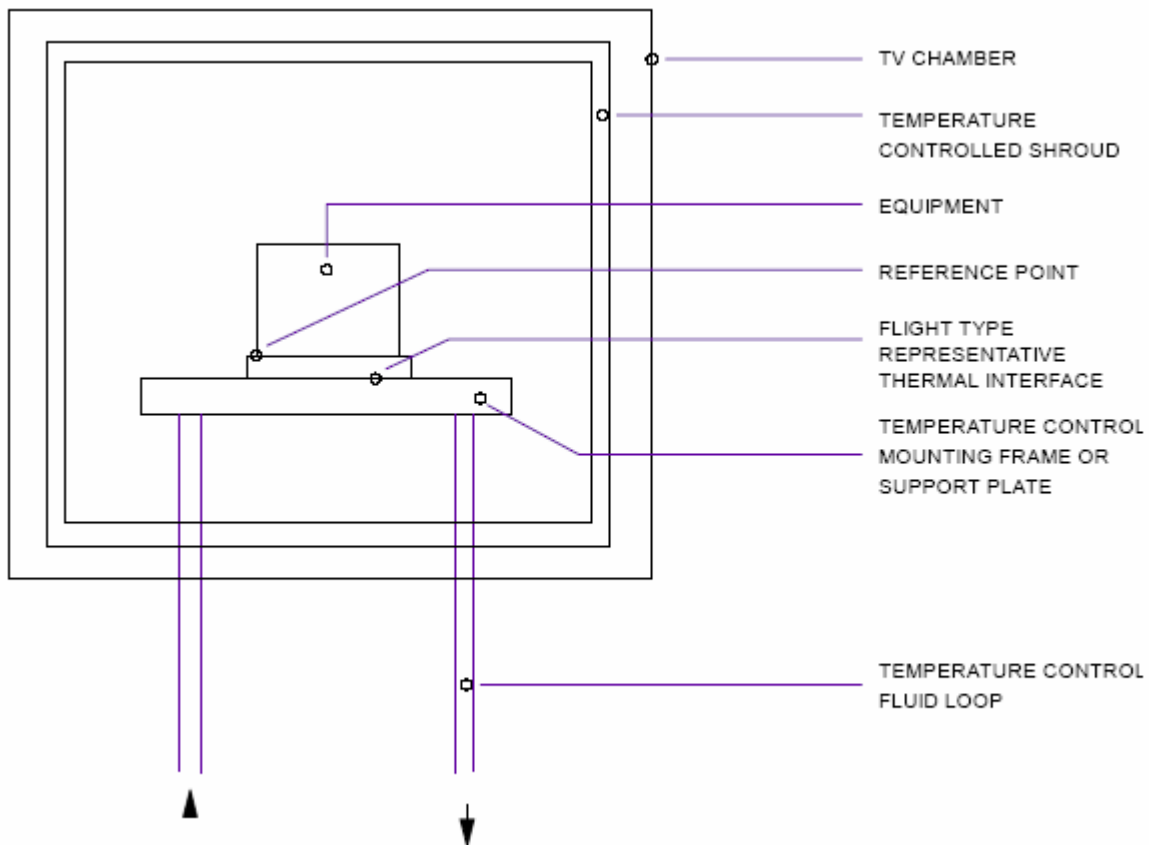 TV CHAMBER
TEMPERATURE
CONTROLLED SHROUD
EQUIPMENT
REFERENCE POINT
FLIGHT TYPE
REPRESENTATIVE
THERMAL INTERFACE
TEMPERATURE CONTROL
MOUNTING FRAME OR
SUPPORT PLATE
TEMPERATURE CONTROL
FLUID LOOP